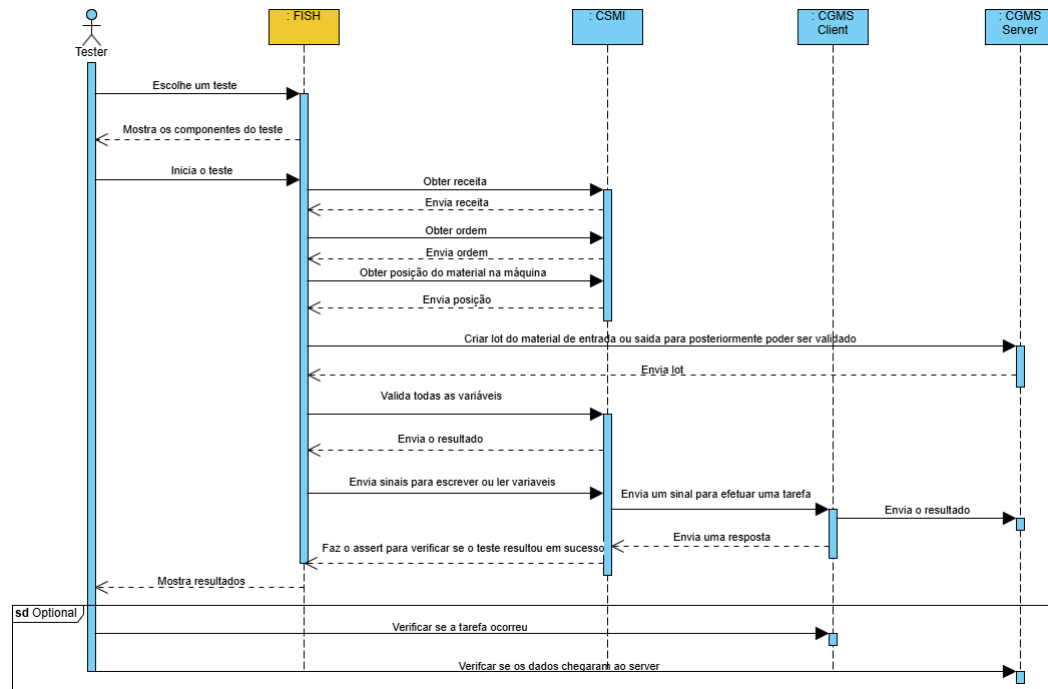 : FISH
: CSMI
: CGMS
Client
: CGMS
Server
Tester
Escolhe um teste
Mostra os componentes do teste
Inicia o teste
Obter receita
Envia receita
Obter ordem
Envia ordem
Obter posição do material na máquina
Envia posição
Criar lot do material de entrada ou saida para posteriormente poder ser validado
Envia lot
Valida todas as variáveis
Envia o resultado
Envia sinais para escrever ou ler variaveis
Envia um sinal para efetuar uma tarefa
Envia o resultado
Envia uma resposta
Faz o assert para verificar se o teste resultou em sucesso
Mostra resultados
sd Optional
Verificar se a tarefa ocorreu
Verifcar se os dados chegaram ao server